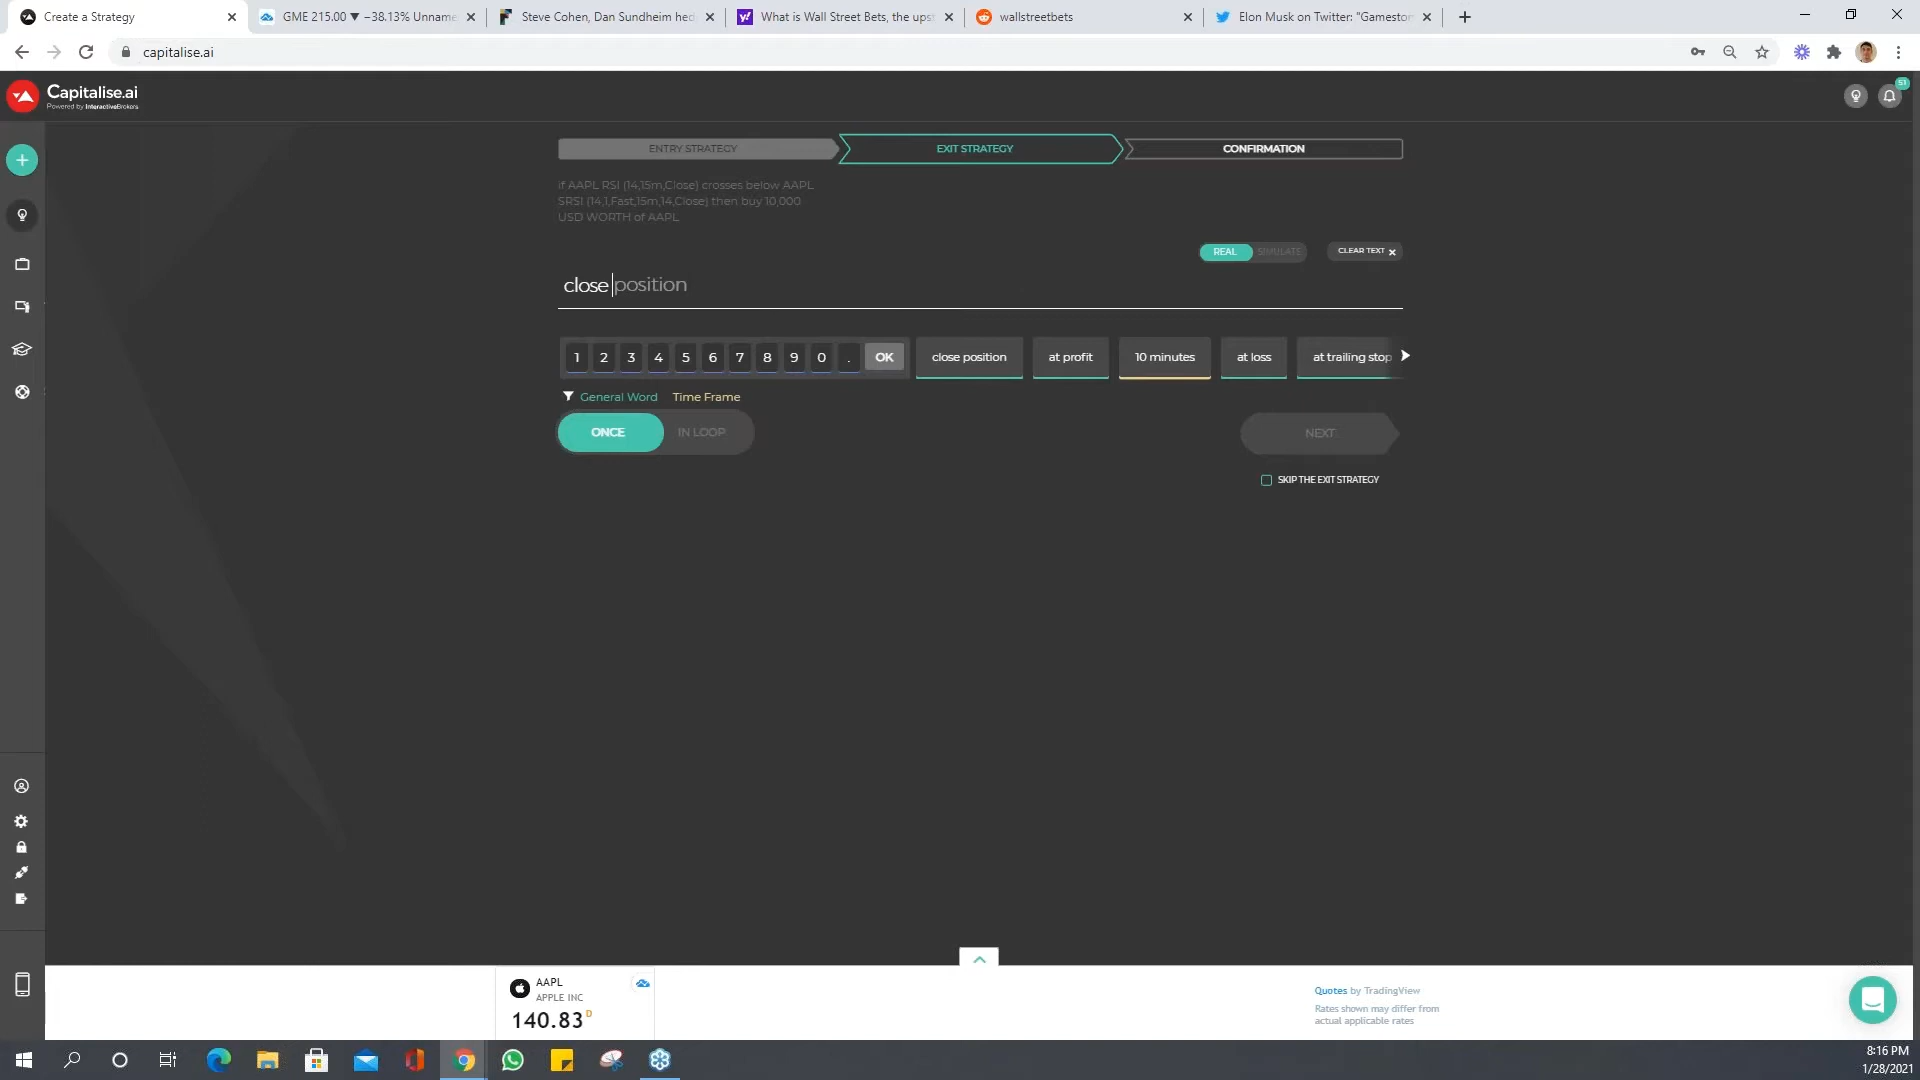 Create a Strategy
GME 215.00 ▼ −38.13% Unname
Steve Cohen, Dan Sundheim hed
What is Wall Street Bets, the ups
wallstreetbets
Elon Musk on Twitter: "Gamestor
capitalise.ai
Capitalise.ai
Powered by InteractiveBrokers
51
ENTRY STRATEGY
EXIT STRATEGY
CONFIRMATION
if AAPL RSI (14,15m,Close) crosses below AAPL
SRSI (14,1,Fast,15m,14,Close) then buy 10,000
USD WORTH of AAPL
REAL
SIMULATE
CLEAR TEXT
close position
1 2 3 4 5 6 7 8 9 0 . OK
close position
at profit
10 minutes
at loss
at trailing stop
General Word
Time Frame
ONCE
IN LOOP
NEXT
SKIP THE EXIT STRATEGY
AAPL
APPLE INC
140.83 D
Quotes by TradingView
Rates shown may differ from
actual applicable rates
8:16 PM
1/28/2021